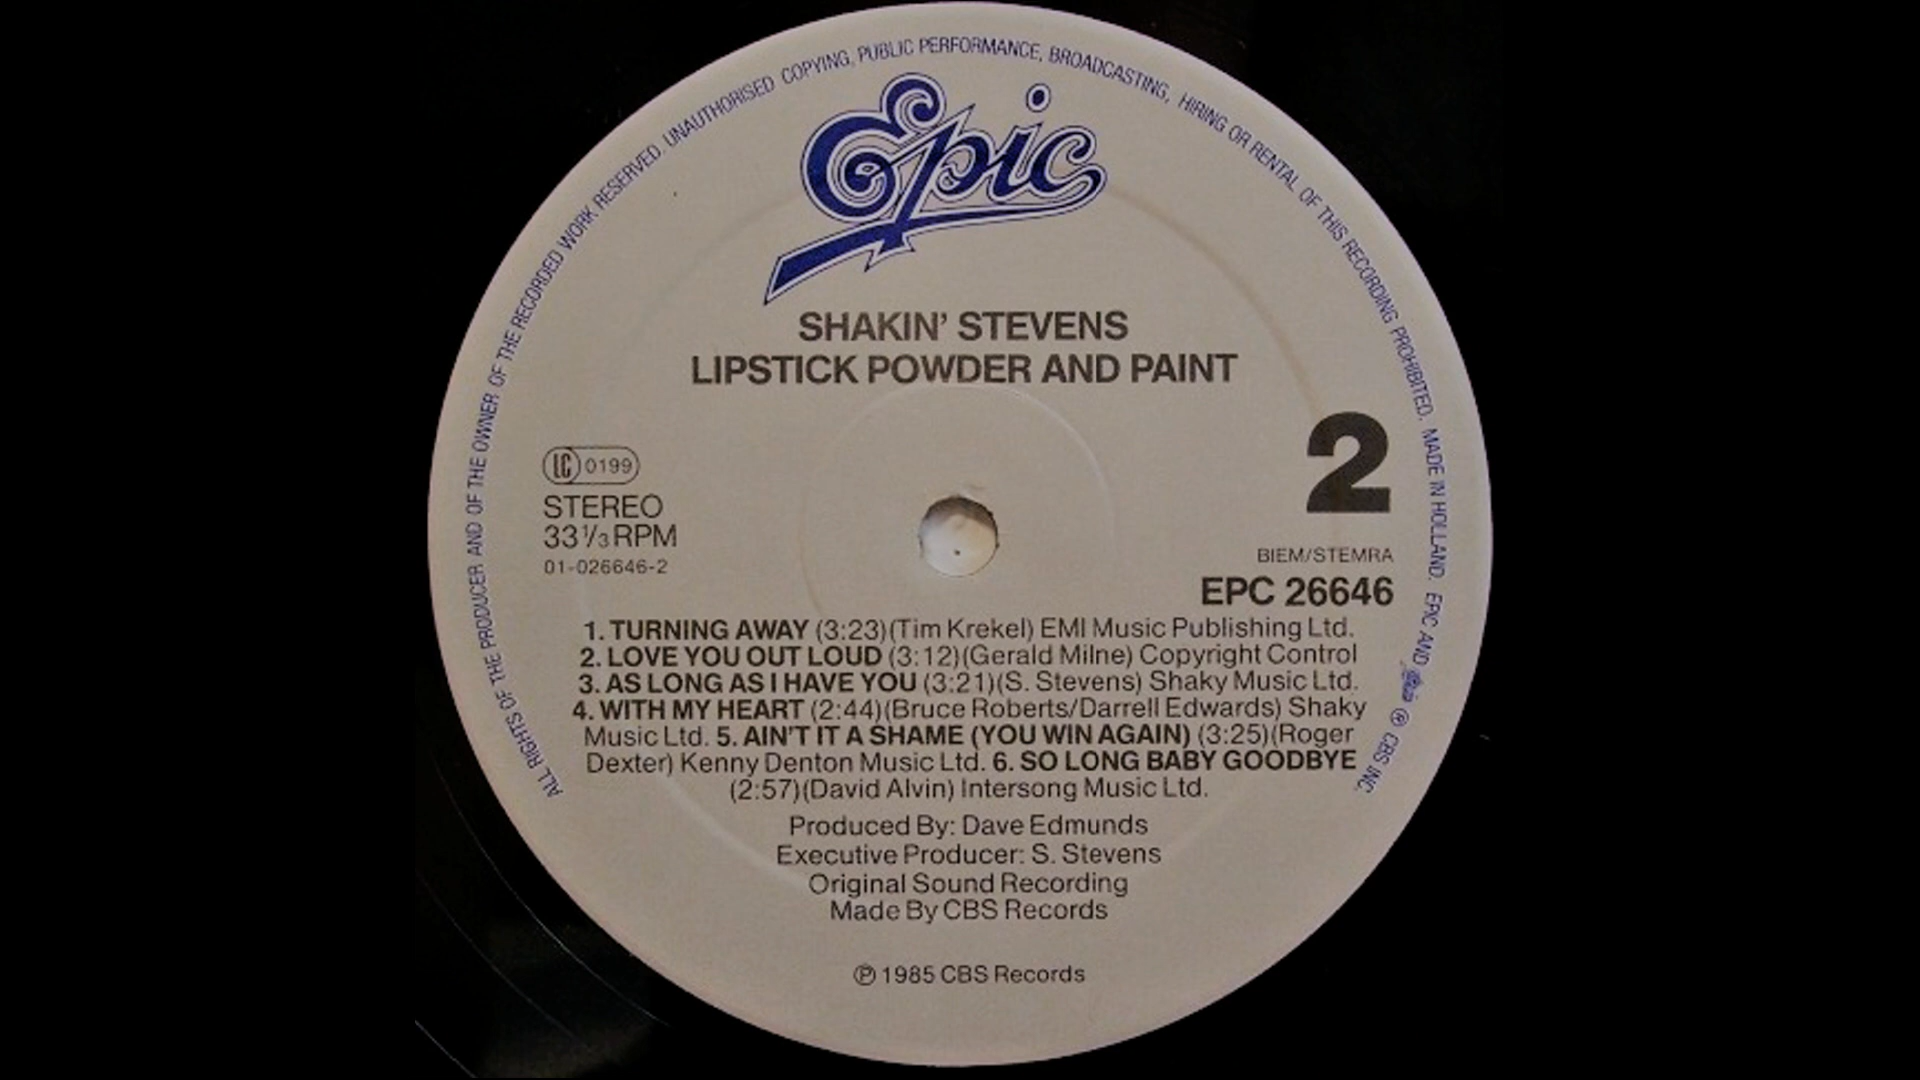 ALL RIGHTS OF THE PRODUCER AND OF THE OWNER OF THE RECORDED WORK RESERVED. UNAUTHORISED COPYING, PUBLIC PERFORMANCE, BROADCASTING, HIRING OR RENTAL OF THIS RECORDING PROHIBITED. MADE IN HOLLAND. EPIC AND Epic ® CBS INC.
Epic
SHAKIN' STEVENS
LIPSTICK POWDER AND PAINT
2
LC 0199
STEREO
33 1/3 RPM
01-026646-2
BIEM/STEMRA
EPC 26646
1. TURNING AWAY (3:23)(Tim Krekel) EMI Music Publishing Ltd.
2. LOVE YOU OUT LOUD (3:12)(Gerald Milne) Copyright Control
3. AS LONG AS I HAVE YOU (3:21)(S. Stevens) Shaky Music Ltd.
4. WITH MY HEART (2:44)(Bruce Roberts/Darrell Edwards) Shaky
Music Ltd. 5. AIN'T IT A SHAME (YOU WIN AGAIN) (3:25)(Roger
Dexter) Kenny Denton Music Ltd. 6. SO LONG BABY GOODBYE
(2:57)(David Alvin) Intersong Music Ltd.
Produced By: Dave Edmunds
Executive Producer: S. Stevens
Original Sound Recording
Made By CBS Records
℗ 1985 CBS Records